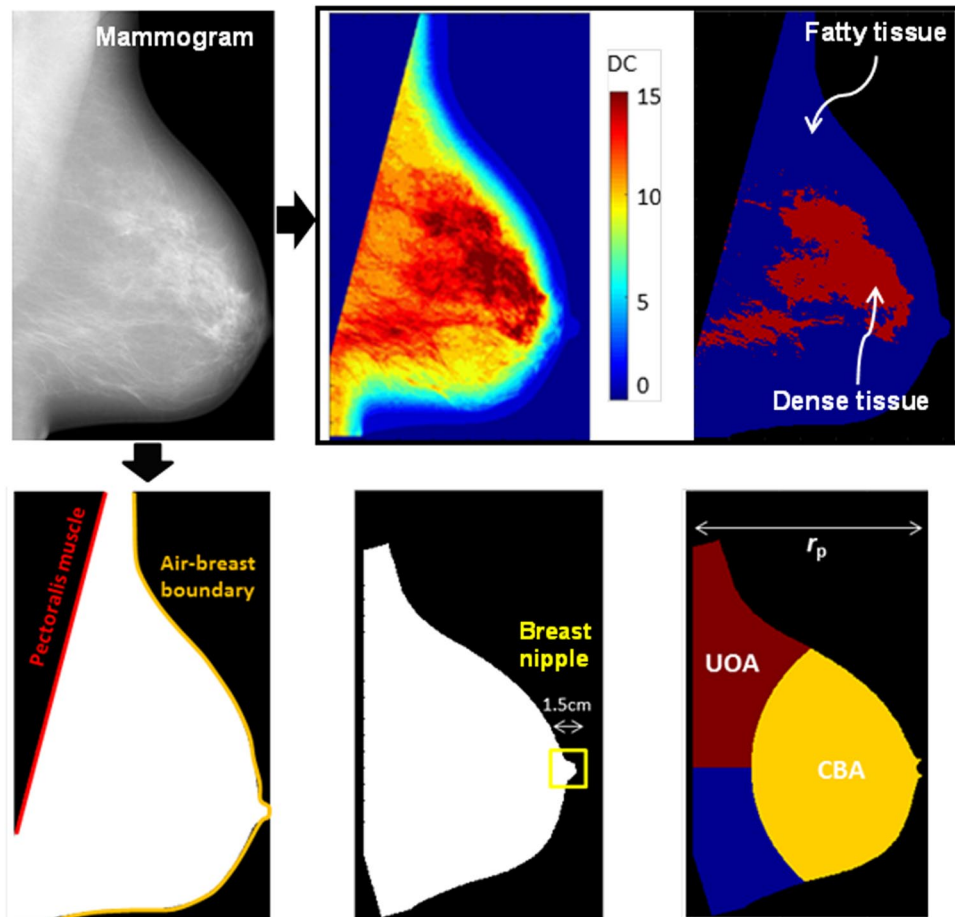 Mammogram
DC
15
10
5
0
Fatty tissue
Dense tissue
Pectoralis muscle
Air-breast
boundary
Breast
nipple
1.5cm
rp
UOA
CBA